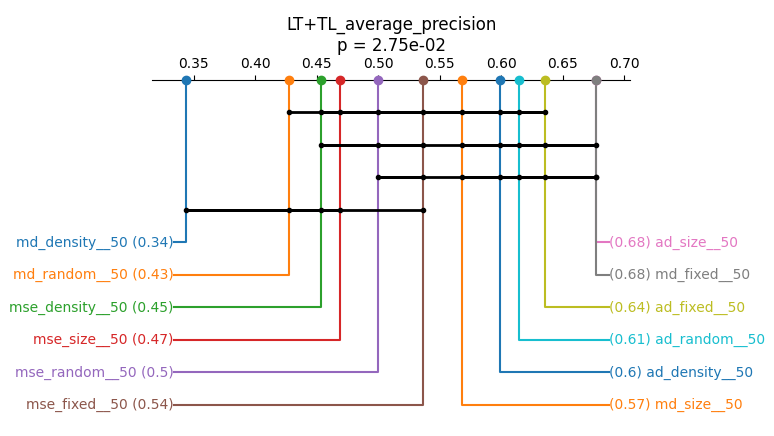 LT+TL_average_precision
p = 2.75e-02
0.35 0.40 0.45 0.50 0.55 0.60 0.65 0.70
md_density__50 (0.34) (0.68) ad_size__50
md_random__50 (0.43) (0.68) md_fixed__50
mse_density__50 (0.45) (0.64) ad_fixed__50
mse_size__50 (0.47) (0.61) ad_random__50
mse_random__50 (0.5) (0.6) ad_density__50
mse_fixed__50 (0.54) (0.57) md_size__50